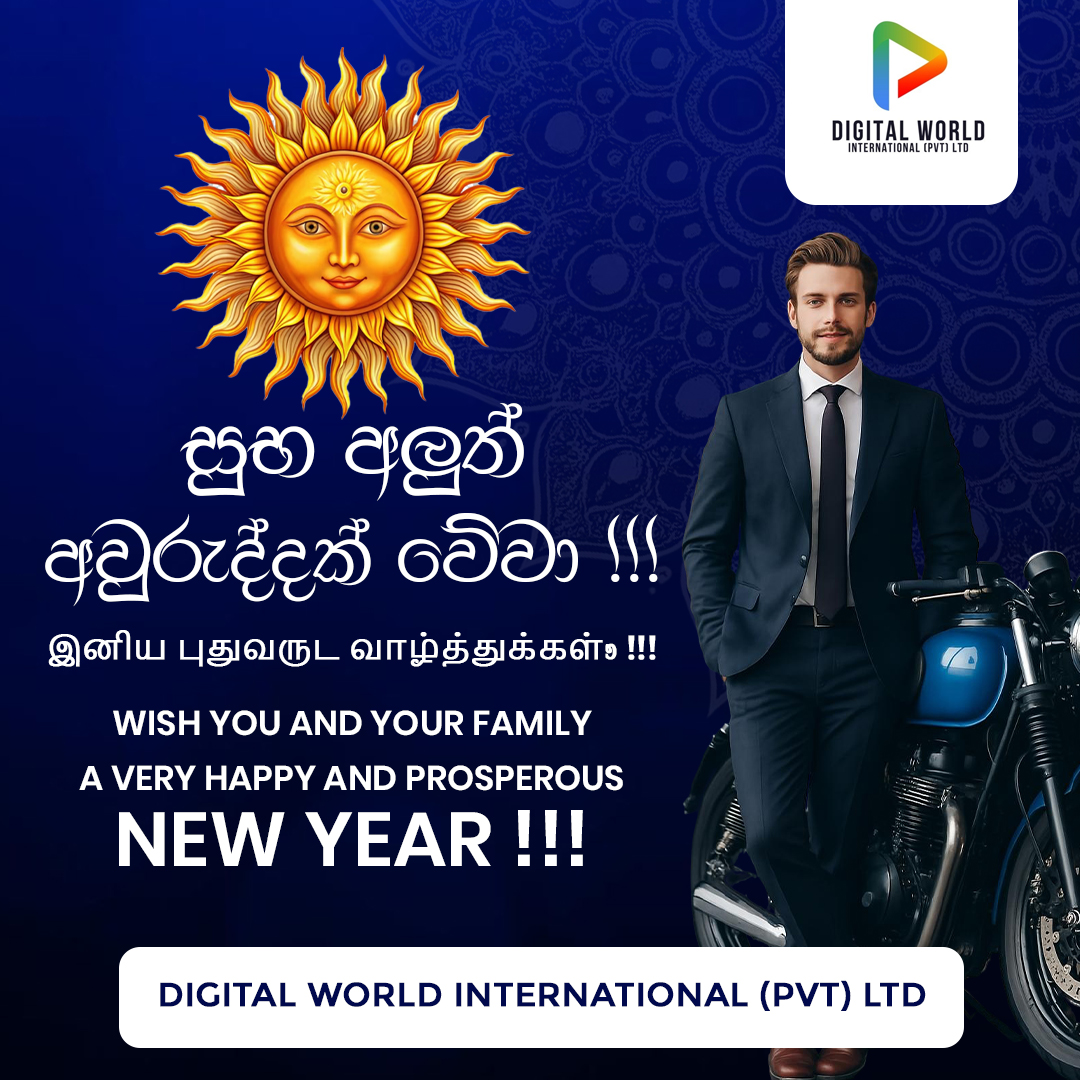 DIGITAL WORLD
INTERNATIONAL (PVT) LTD
සුභ අලුත්
අවුරුද්දක් වේවා !!!
இனிய புதுவருட வாழ்த்துக்கள் !!!
WISH YOU AND YOUR FAMILY
A VERY HAPPY AND PROSPEROUS
NEW YEAR !!!
DIGITAL WORLD INTERNATIONAL (PVT) LTD